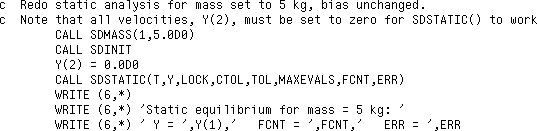 c  Redo static analysis for mass set to 5 kg, bias unchanged.
c  Note that all velocities, Y(2), must be set to zero for SDSTATIC() to work
      CALL SDMASS(1,5.0D0)
      CALL SDINIT
      Y(2) = 0.0D0
      CALL SDSTATIC(T,Y,LOCK,CTOL,TOL,MAXEVALS,FCNT,ERR)
      WRITE (6,*)
      WRITE (6,*) 'Static equilibrium for mass = 5 kg: '
      WRITE (6,*) ' Y = ',Y(1),'   FCNT = ',FCNT,'   ERR = ',ERR